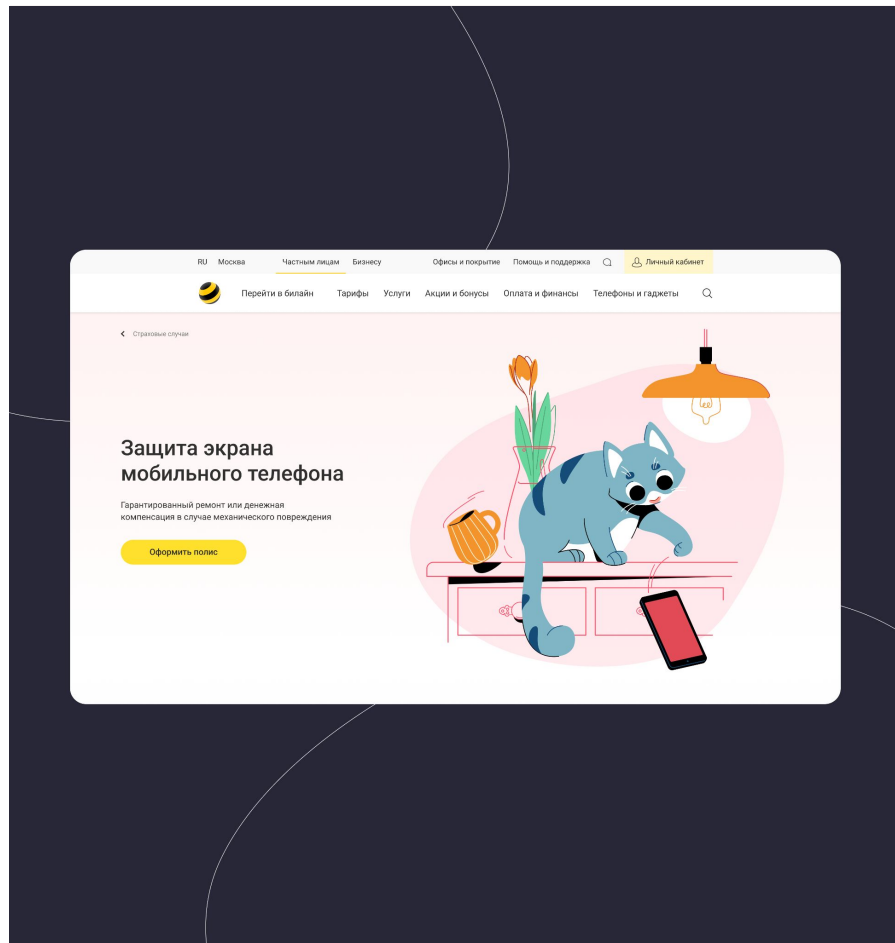 RU Москва Частным лицам Бизнесу Офисы и покрытие Помощь и поддержка Личный кабинет
Перейти в билайн Тарифы Услуги Акции и бонусы Оплата и финансы Телефоны и гаджеты
Страховые случаи
Защита экрана
мобильного телефона
Гарантированный ремонт или денежная
компенсация в случае механического повреждения
Оформить полис